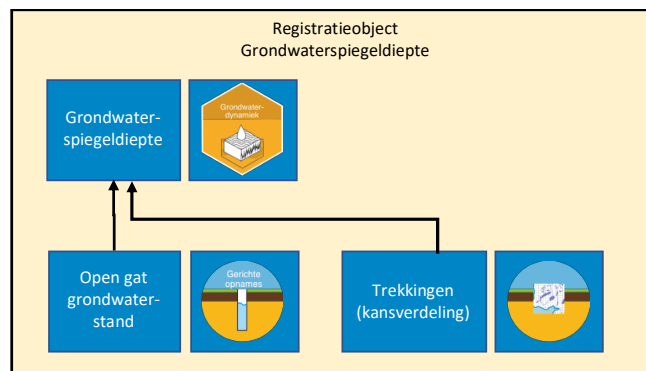 Registratieobject
Grondwaterspiegeldiepte
Grondwater-
spiegeldiepte
Grondwater-
dynamiek
Open gat
grondwater-
stand
Gerichte
opnames
Trekkingen
(kansverdeling)